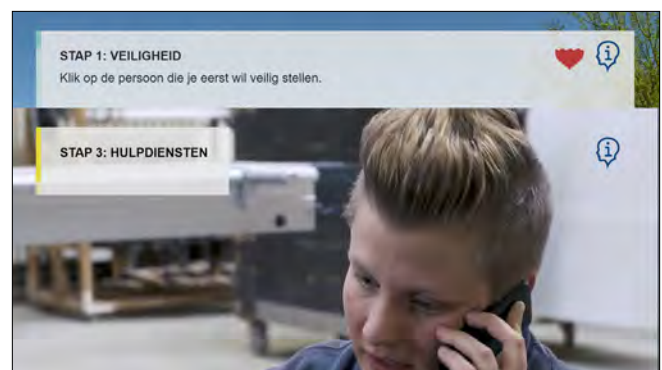 STAP 1: VEILIGHEID
Klik op de persoon die je eerst wil veilig stellen.
STAP 3: HULPDIENSTEN